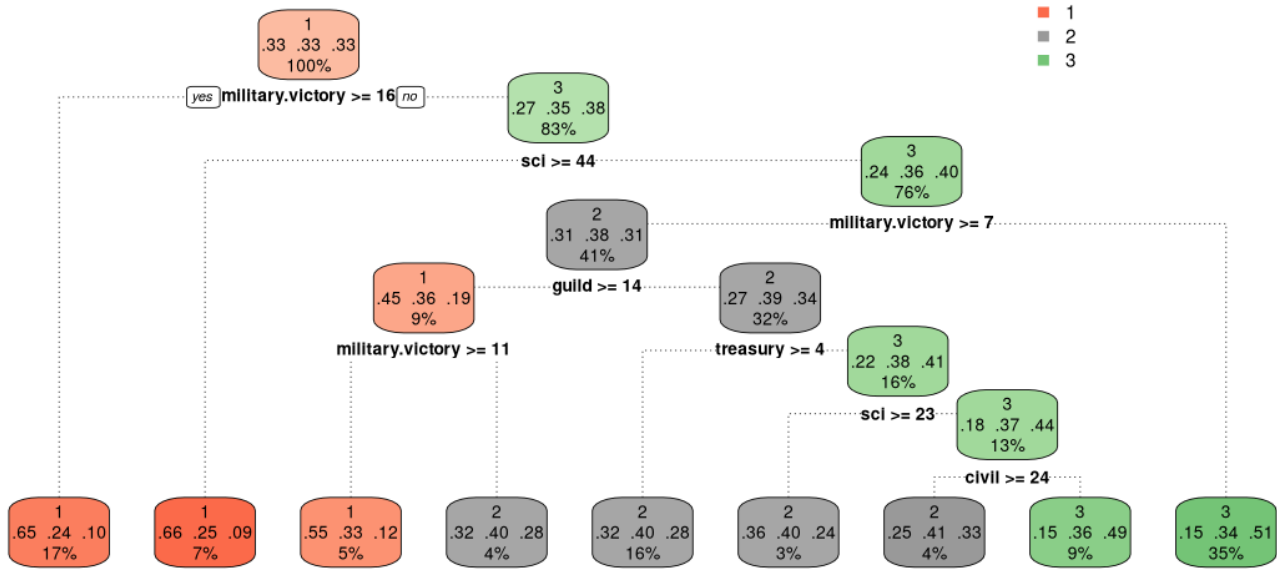 1
.33 .33 .33
100%
yes military.victory >= 16 no
1
2
3
3
.27 .35 .38
83%
sci >= 44
3
.24 .36 .40
76%
military.victory >= 7
2
.31 .38 .31
41%
guild >= 14
1
.45 .36 .19
9%
military.victory >= 11
2
.27 .39 .34
32%
treasury >= 4
3
.22 .38 .41
16%
sci >= 23
3
.18 .37 .44
13%
civil >= 24
1
.65 .24 .10
17%
1
.66 .25 .09
7%
1
.55 .33 .12
5%
2
.32 .40 .28
4%
2
.32 .40 .28
16%
2
.36 .40 .24
3%
2
.25 .41 .33
4%
3
.15 .36 .49
9%
3
.15 .34 .51
35%